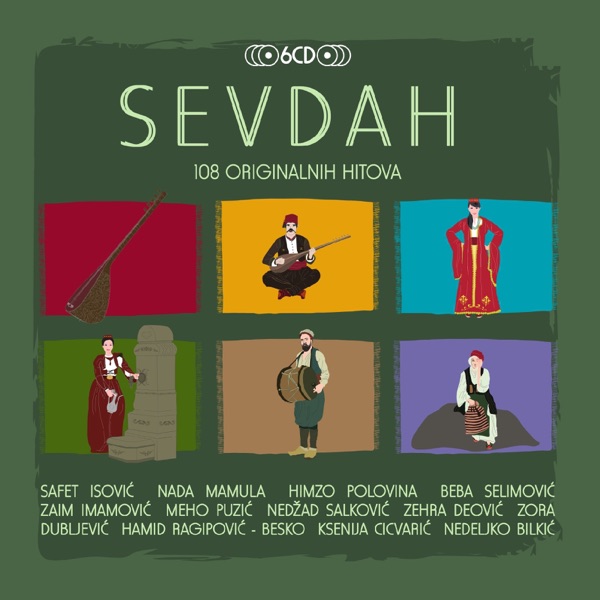 6CD
SEVDAH
108 ORIGINALNIH HITOVA
SAFET ISOVIĆ NADA MAMULA HIMZO POLOVINA BEBA SELIMOVIĆ
ZAIM IMAMOVIĆ MEHO PUZIĆ NEDŽAD SALKOVIĆ ZEHRA DEOVIĆ ZORA
DUBLJEVIĆ HAMID RAGIPOVIĆ - BESKO KSENIJA CICVARIĆ NEDELJKO BILKIĆ